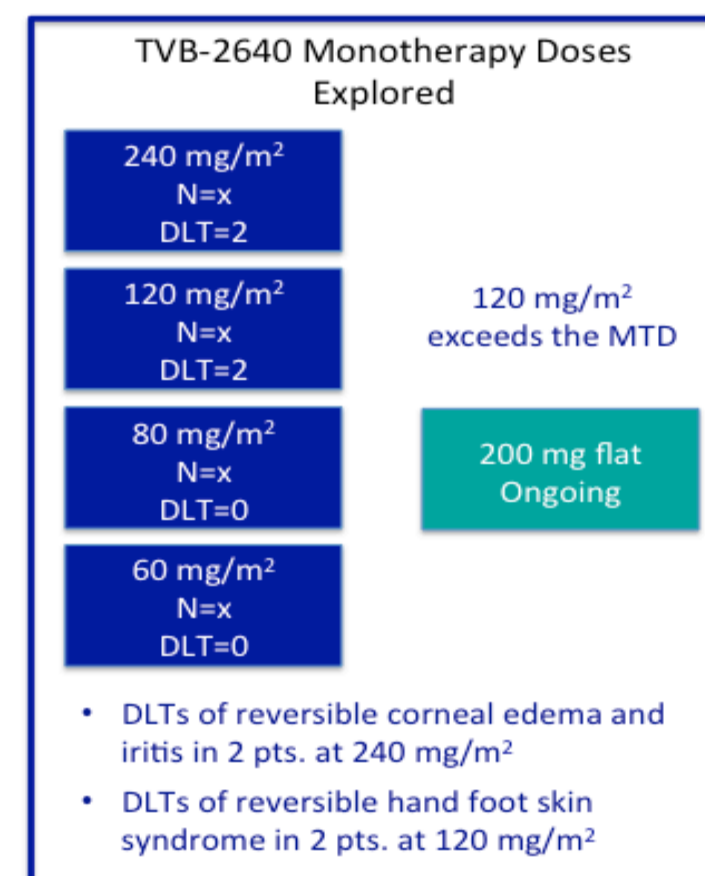 TVB-2640 Monotherapy Doses
Explored
240 mg/m²
N=x
DLT=2
120 mg/m²
N=x
DLT=2
120 mg/m²
exceeds the MTD
80 mg/m²
N=x
DLT=0
200 mg flat
Ongoing
60 mg/m²
N=x
DLT=0
• DLTs of reversible corneal edema and
iritis in 2 pts. at 240 mg/m²
• DLTs of reversible hand foot skin
syndrome in 2 pts. at 120 mg/m²